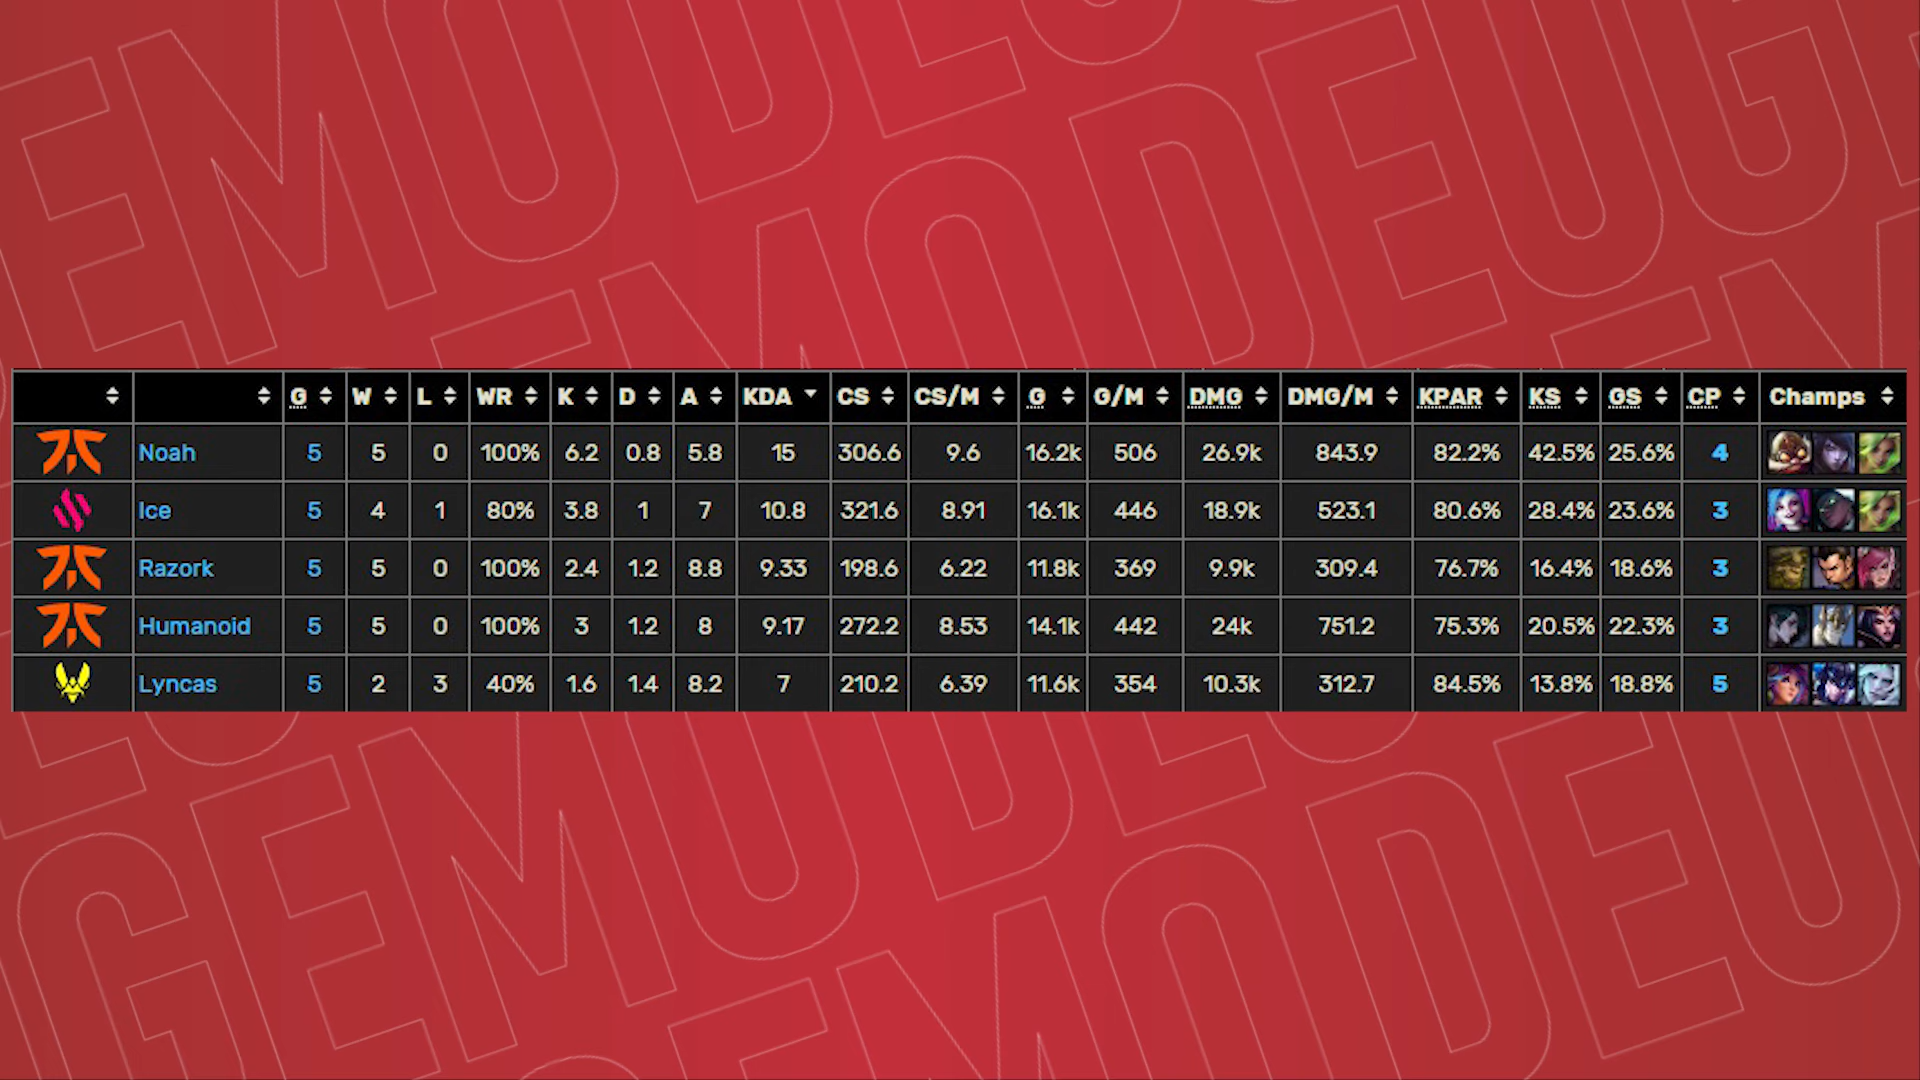 G W L WR K D A KDA CS CS/M G G/M DMG DMG/M KPAR KS GS CP Champs
Noah 5 5 0 100% 6.2 0.8 5.8 15 306.6 9.6 16.2k 506 26.9k 843.9 82.2% 42.5% 25.6% 4
Ice 5 4 1 80% 3.8 1 7 10.8 321.6 8.91 16.1k 446 18.9k 523.1 80.6% 28.4% 23.6% 3
Razork 5 5 0 100% 2.4 1.2 8.8 9.33 198.6 6.22 11.8k 369 9.9k 309.4 76.7% 16.4% 18.6% 3
Humanoid 5 5 0 100% 3 1.2 8 9.17 272.2 8.53 14.1k 442 24k 751.2 75.3% 20.5% 22.3% 3
Lyncas 5 2 3 40% 1.6 1.4 8.2 7 210.2 6.39 11.6k 354 10.3k 312.7 84.5% 13.8% 18.8% 5